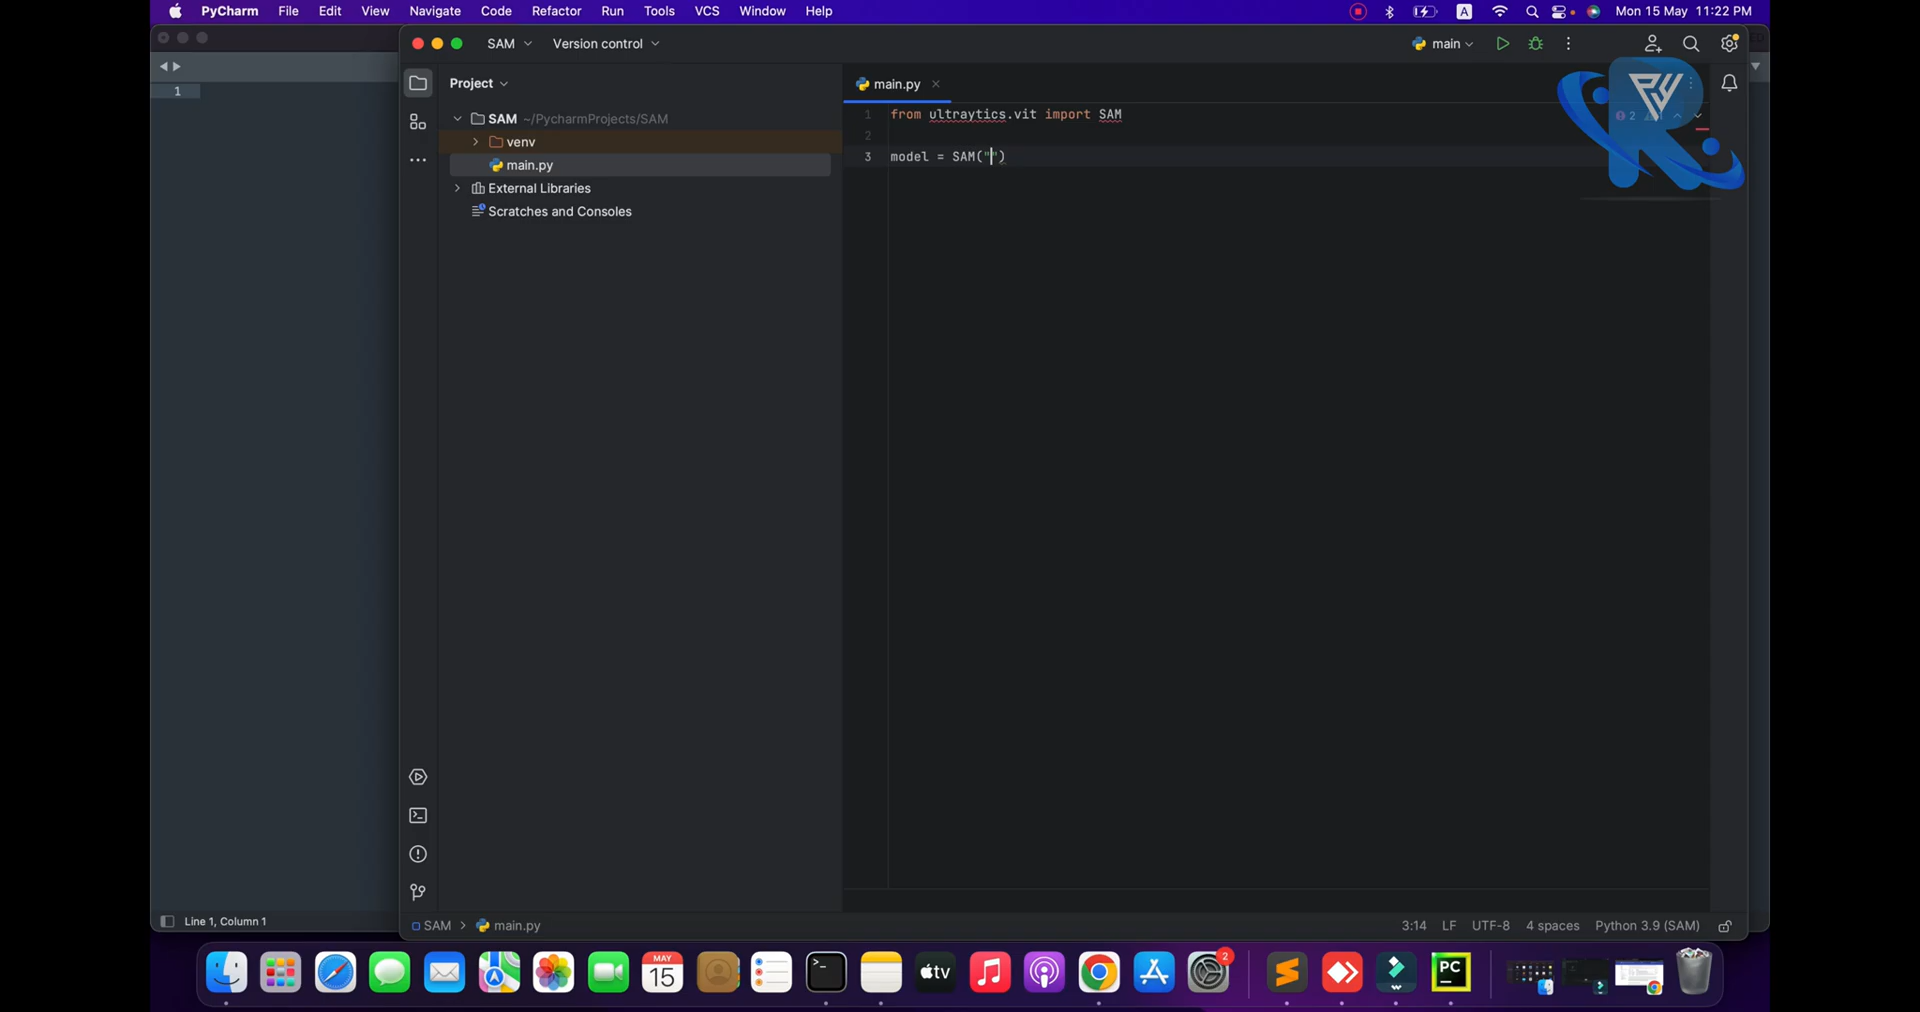 PyCharm File Edit View Navigate Code Refactor Run Tools VCS Window Help A Mon 15 May 11:22 PM
SAM Version control main
Project
main.py
1
SAM ~/PycharmProjects/SAM
venv
main.py
External Libraries
Scratches and Consoles
1 from ultraytics.vit import SAM
2
3 model = SAM("")
2
PY
Line 1, Column 1
SAM main.py 3:14 LF UTF-8 4 spaces Python 3.9 (SAM)
MAY
15
tv
2
PC